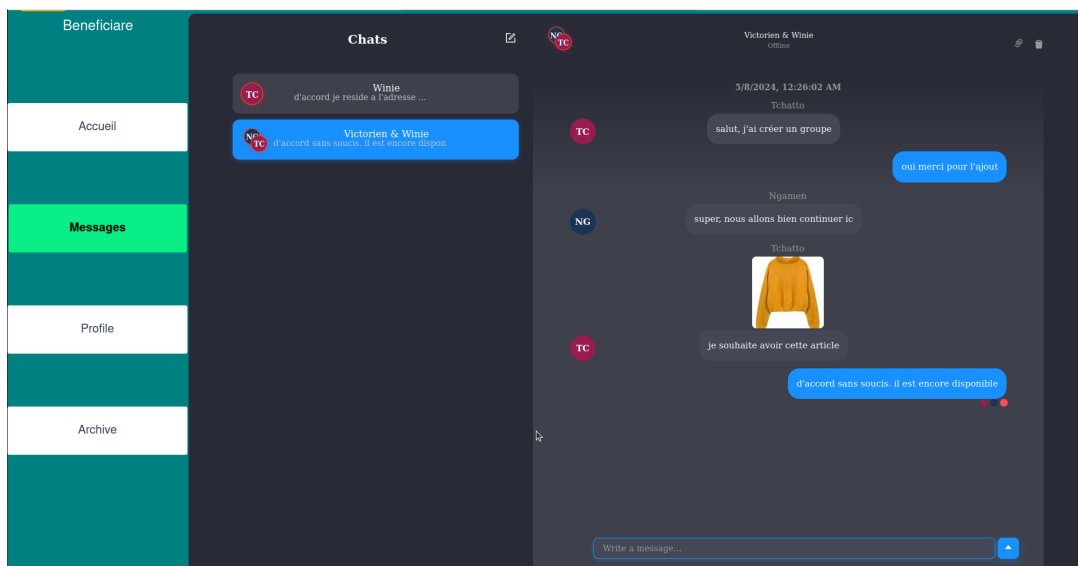 Beneficiare
Accueil
Messages
Profile
Archive
Chats
TC
Winie
d'accord je reside a l'adresse ...
NG
TC
Victorien & Winie
d'accord sans soucis. il est encore dispon
NG
TC
Victorien & Winie
Offline
5/8/2024, 12:26:02 AM
Tchatto
TC
salut, j'ai créer un groupe
oui merci pour l'ajout
Ngamen
NG
super, nous allons bien continuer ic
Tchatto
TC
je souhaite avoir cette article
d'accord sans soucis. il est encore disponible
Write a message...